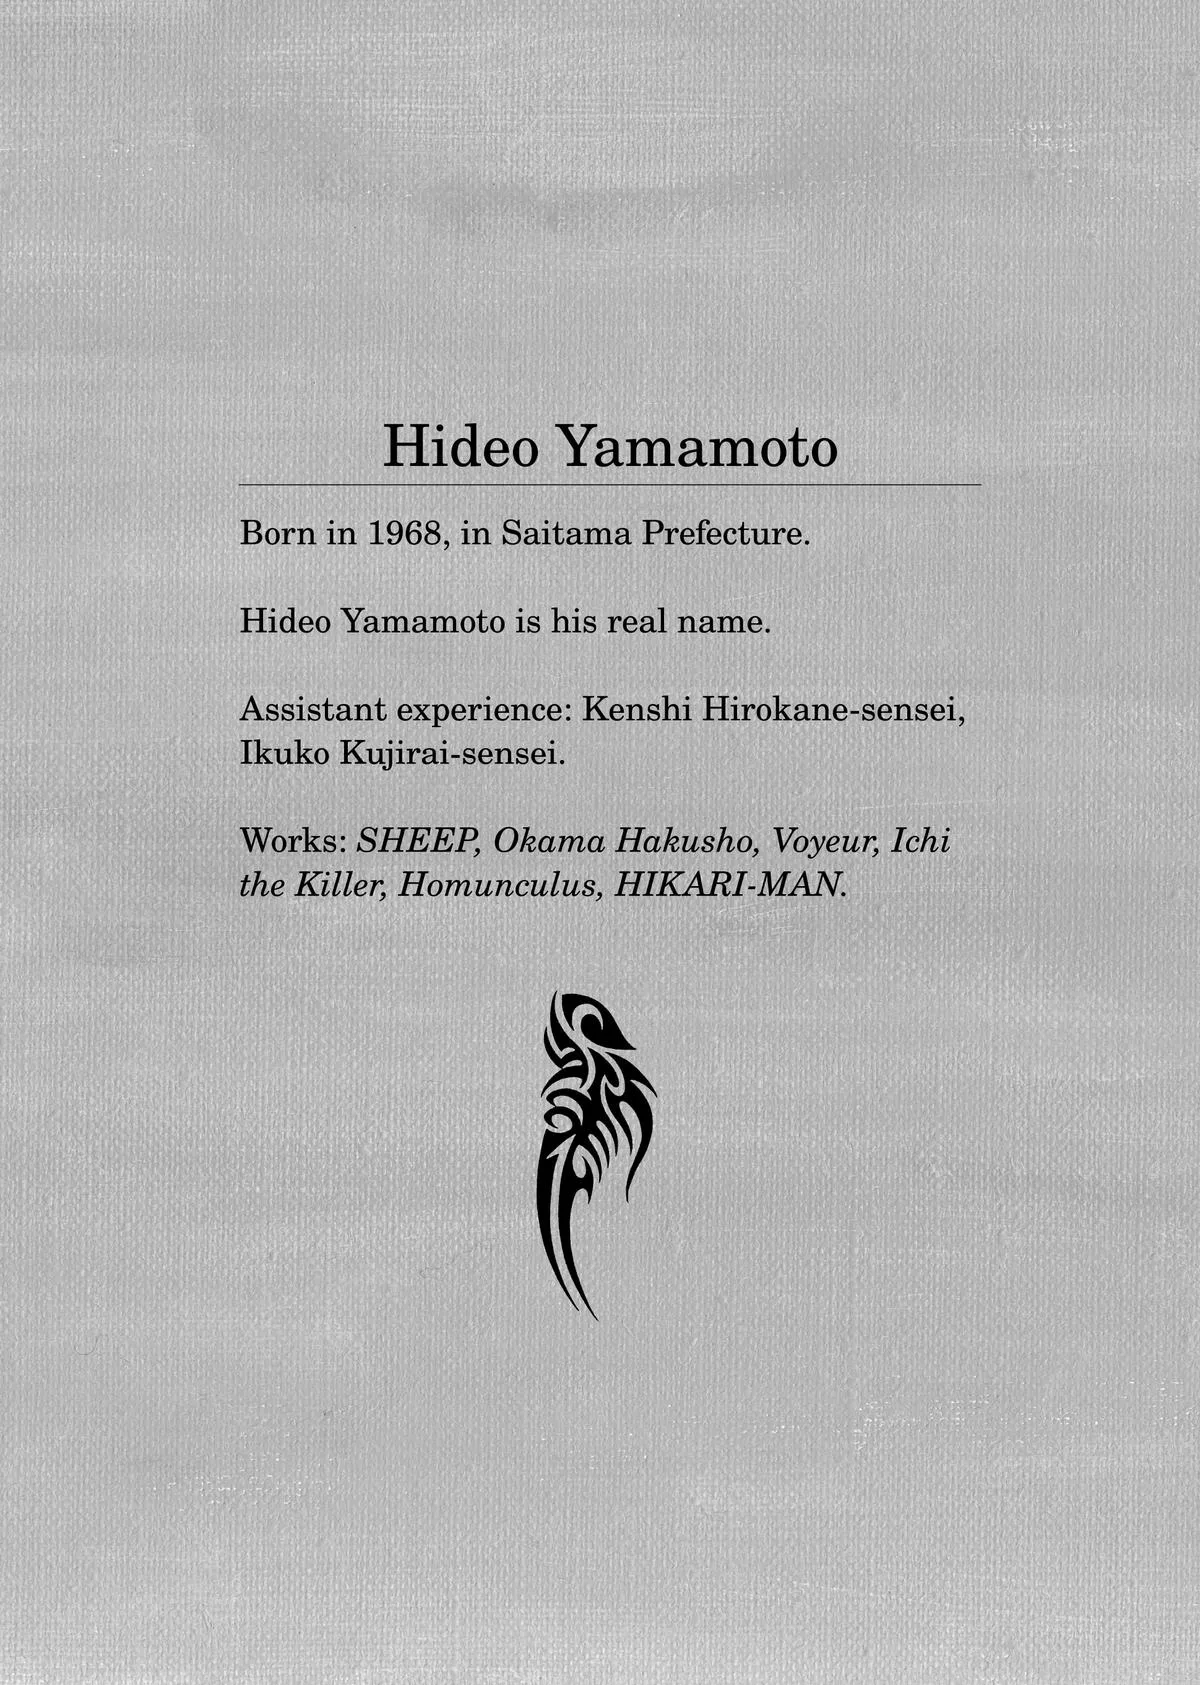 Hideo Yamamoto
Born in 1968, in Saitama Prefecture.
Hideo Yamamoto is his real name.
Assistant experience: Kenshi Hirokane-sensei,
Ikuko Kujirai-sensei.
Works: SHEEP, Okama Hakusho, Voyeur, Ichi
the Killer, Homunculus, HIKARI-MAN.